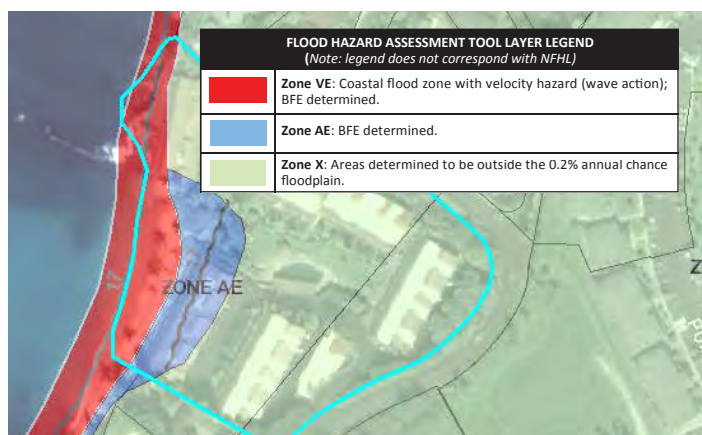 FLOOD HAZARD ASSESSMENT TOOL LAYER LEGEND
(Note: legend does not correspond with NFHL)
Zone VE: Coastal flood zone with velocity hazard (wave action);
BFE determined.
Zone AE: BFE determined.
Zone X: Areas determined to be outside the 0.2% annual chance
floodplain.
ZONE AE
Z
17